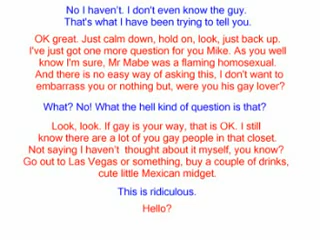 No I haven't. I don't even know the guy.
That's what I have been trying to tell you.
OK great. Just calm down, hold on, look, just back up.
I've just got one more question for you Mike. As you well
know I'm sure, Mr Mabe was a flaming homosexual.
And there is no easy way of asking this, I don't want to
embarrass you or nothing but, were you his gay lover?
What? No! What the hell kind of question is that?
Look, look. If gay is your way, that is OK. I still
know there are a lot of you gay people in that closet.
Not saying I haven't thought about it myself, you know?
Go out to Las Vegas or something, buy a couple of drinks,
cute little Mexican midget.
This is ridiculous.
Hello?